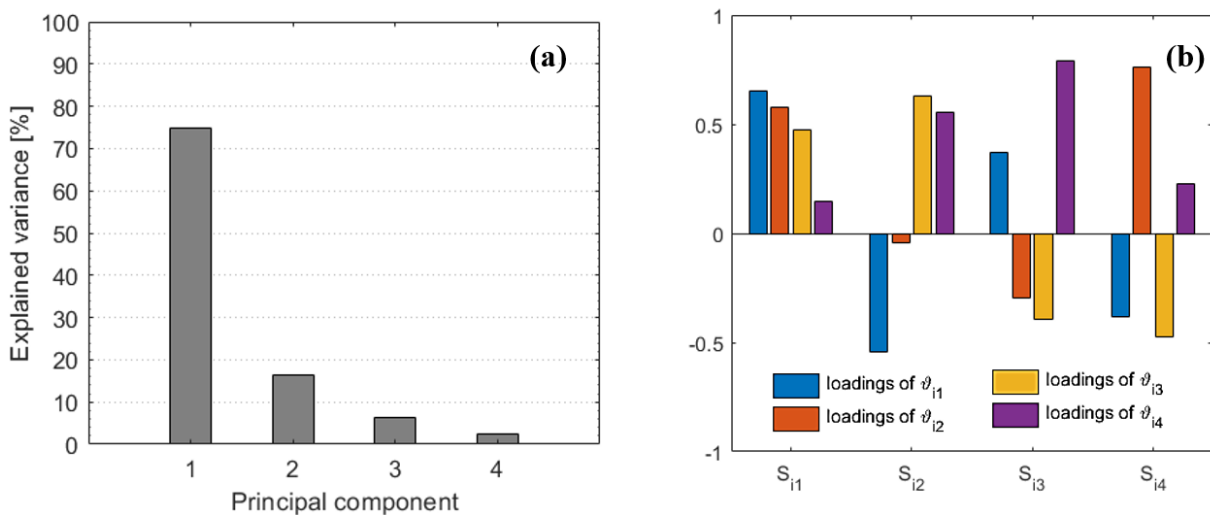 (a)
Explained variance [%]
100
90
80
70
60
50
40
30
20
10
0
1 2 3 4
Principal component
(b)
1
0.5
0
-0.5
-1
loadings of ϑi1
loadings of ϑi2
loadings of ϑi3
loadings of ϑi4
Si1 Si2 Si3 Si4